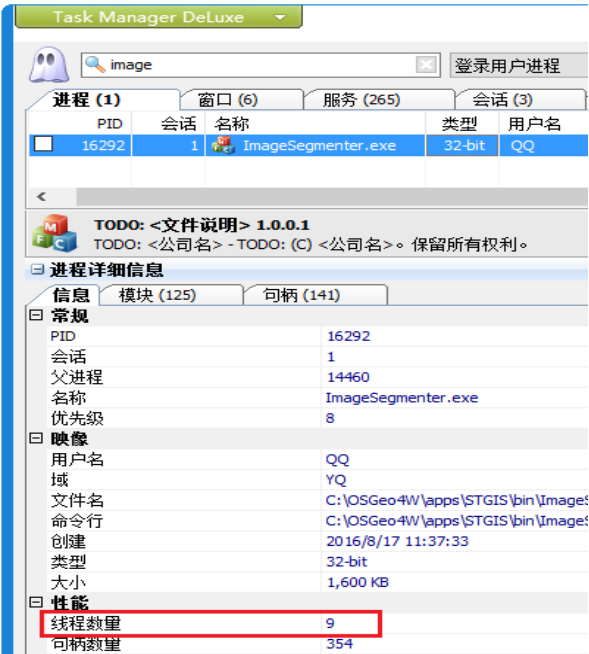 Task Manager DeLuxe
image
登录用户进程
进程 (1) 窗口 (6) 服务 (265) 会话 (3)
PID 会话 名称 类型 用户名
16292 1 ImageSegmenter.exe 32-bit QQ
TODO: <文件说明> 1.0.0.1
TODO: <公司名> - TODO: (C) <公司名>。保留所有权利。
进程详细信息
信息 模块 (125) 句柄 (141)
常规
PID 16292
会话 1
父进程 14460
名称 ImageSegmenter.exe
优先级 8
映像
用户名 QQ
域 YQ
文件名 C:\OSGeo4W\apps\STGIS\bin\ImageS
命令行 C:\OSGeo4W\apps\STGIS\bin\ImageS
创建 2016/8/17 11:37:33
类型 32-bit
大小 1,600 KB
性能
线程数量 9
句柄数量 354